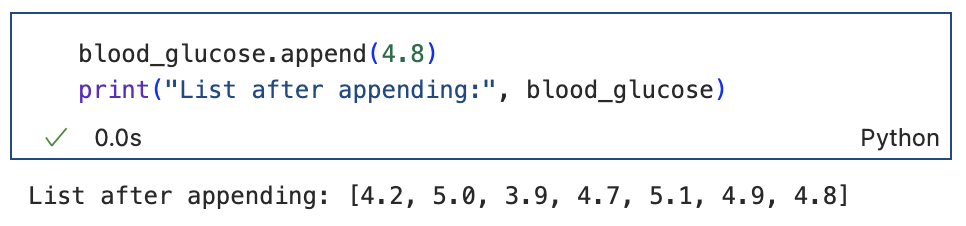 blood_glucose.append(4.8)
print("List after appending:", blood_glucose)
0.0s Python
List after appending: [4.2, 5.0, 3.9, 4.7, 5.1, 4.9, 4.8]